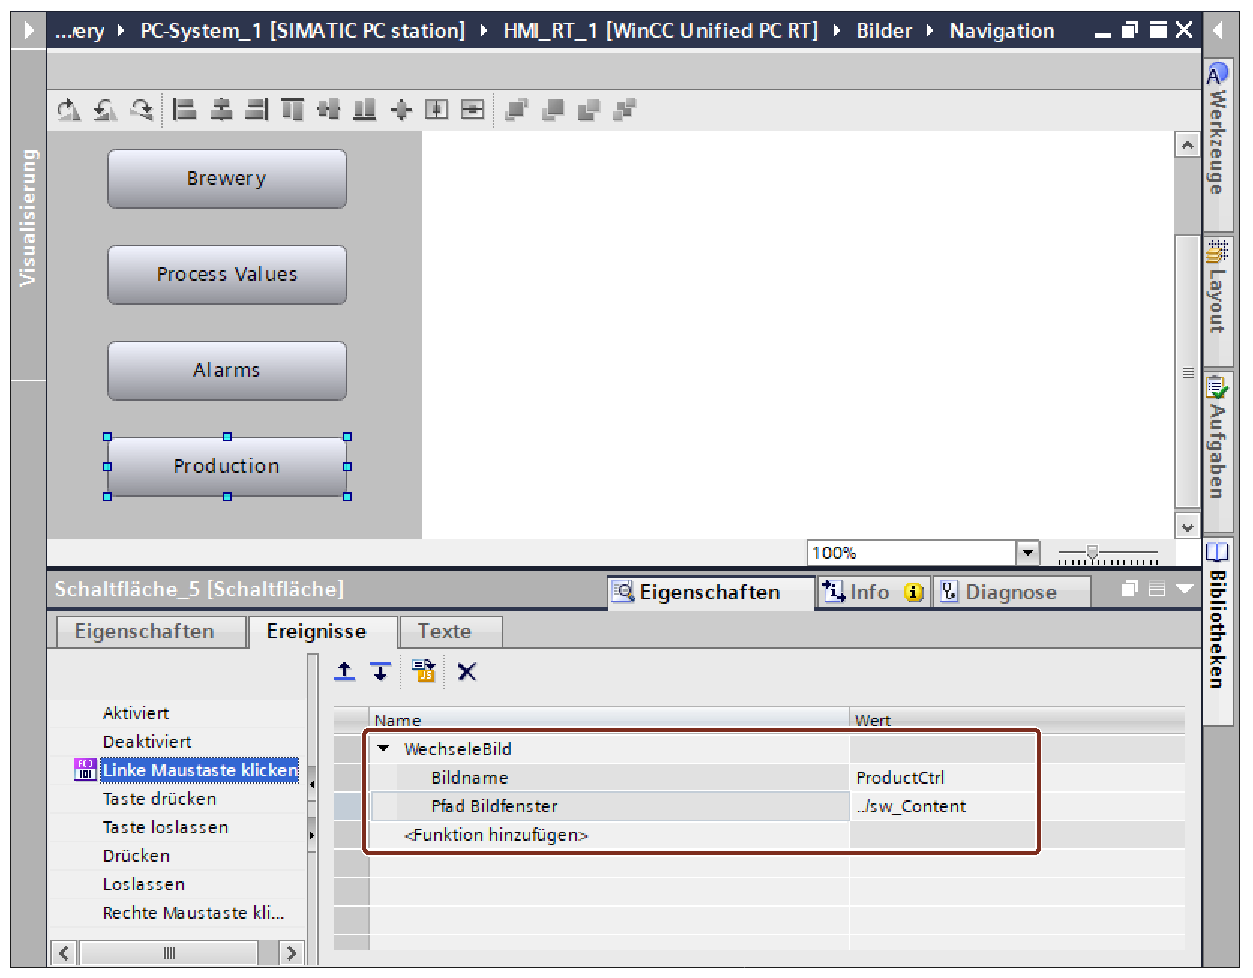 ...ery ▸ PC-System_1 [SIMATIC PC station] ▸ HMI_RT_1 [WinCC Unified PC RT] ▸ Bilder ▸ Navigation
Visualisierung
Brewery
Process Values
Alarms
Production
100%
Werkzeuge
Layout
Aufgaben
Bibliotheken
Schaltfläche_5 [Schaltfläche]
Eigenschaften
Info
Diagnose
Eigenschaften
Ereignisse
Texte
Aktiviert
Deaktiviert
Linke Maustaste klicken
Taste drücken
Taste loslassen
Drücken
Loslassen
Rechte Maustaste kli...
Name Wert
WechseleBild
Bildname ProductCtrl
Pfad Bildfenster ../sw_Content
<Funktion hinzufügen>